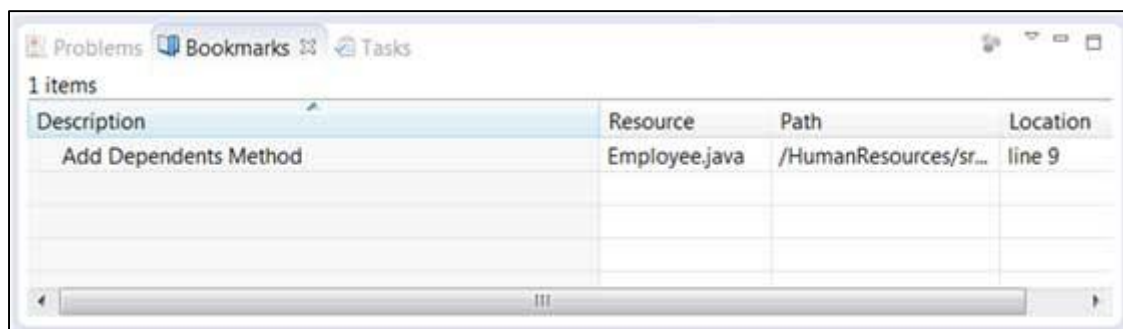 Problems Bookmarks Tasks
1 items
Description Resource Path Location
Add Dependents Method Employee.java /HumanResources/sr... line 9